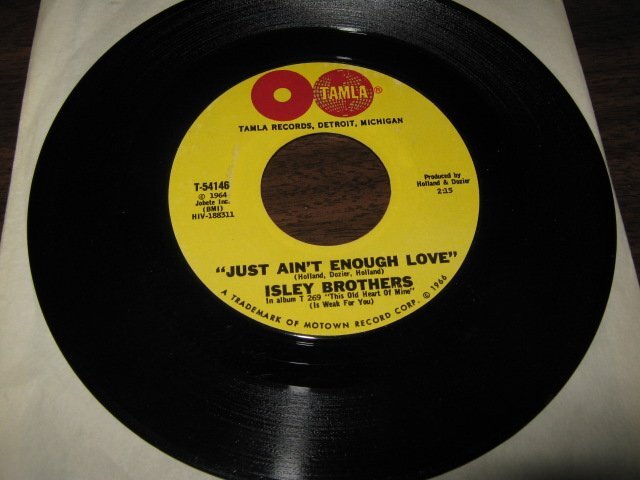 TAMLA®
TAMLA RECORDS, DETROIT, MICHIGAN
T-54146
© 1964
Jobete Inc.
(BMI)
HIV-188311
Produced by
Holland & Dozier
2:15
"JUST AIN'T ENOUGH LOVE"
(Holland, Dozier, Holland)
ISLEY BROTHERS
In album T 269 "This Old Heart Of Mine"
(Is Weak For You)
A TRADEMARK OF MOTOWN RECORD CORP. © 1966